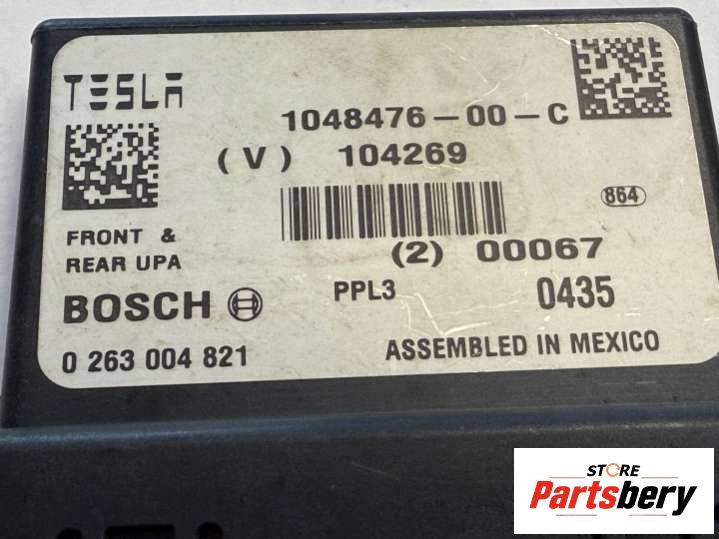 TESLA
1048476-00-C
(V) 104269
864
FRONT &
REAR UPA
(2) 00067
BOSCH
PPL3
0435
0 263 004 821
ASSEMBLED IN MEXICO
STORE
Partsbery